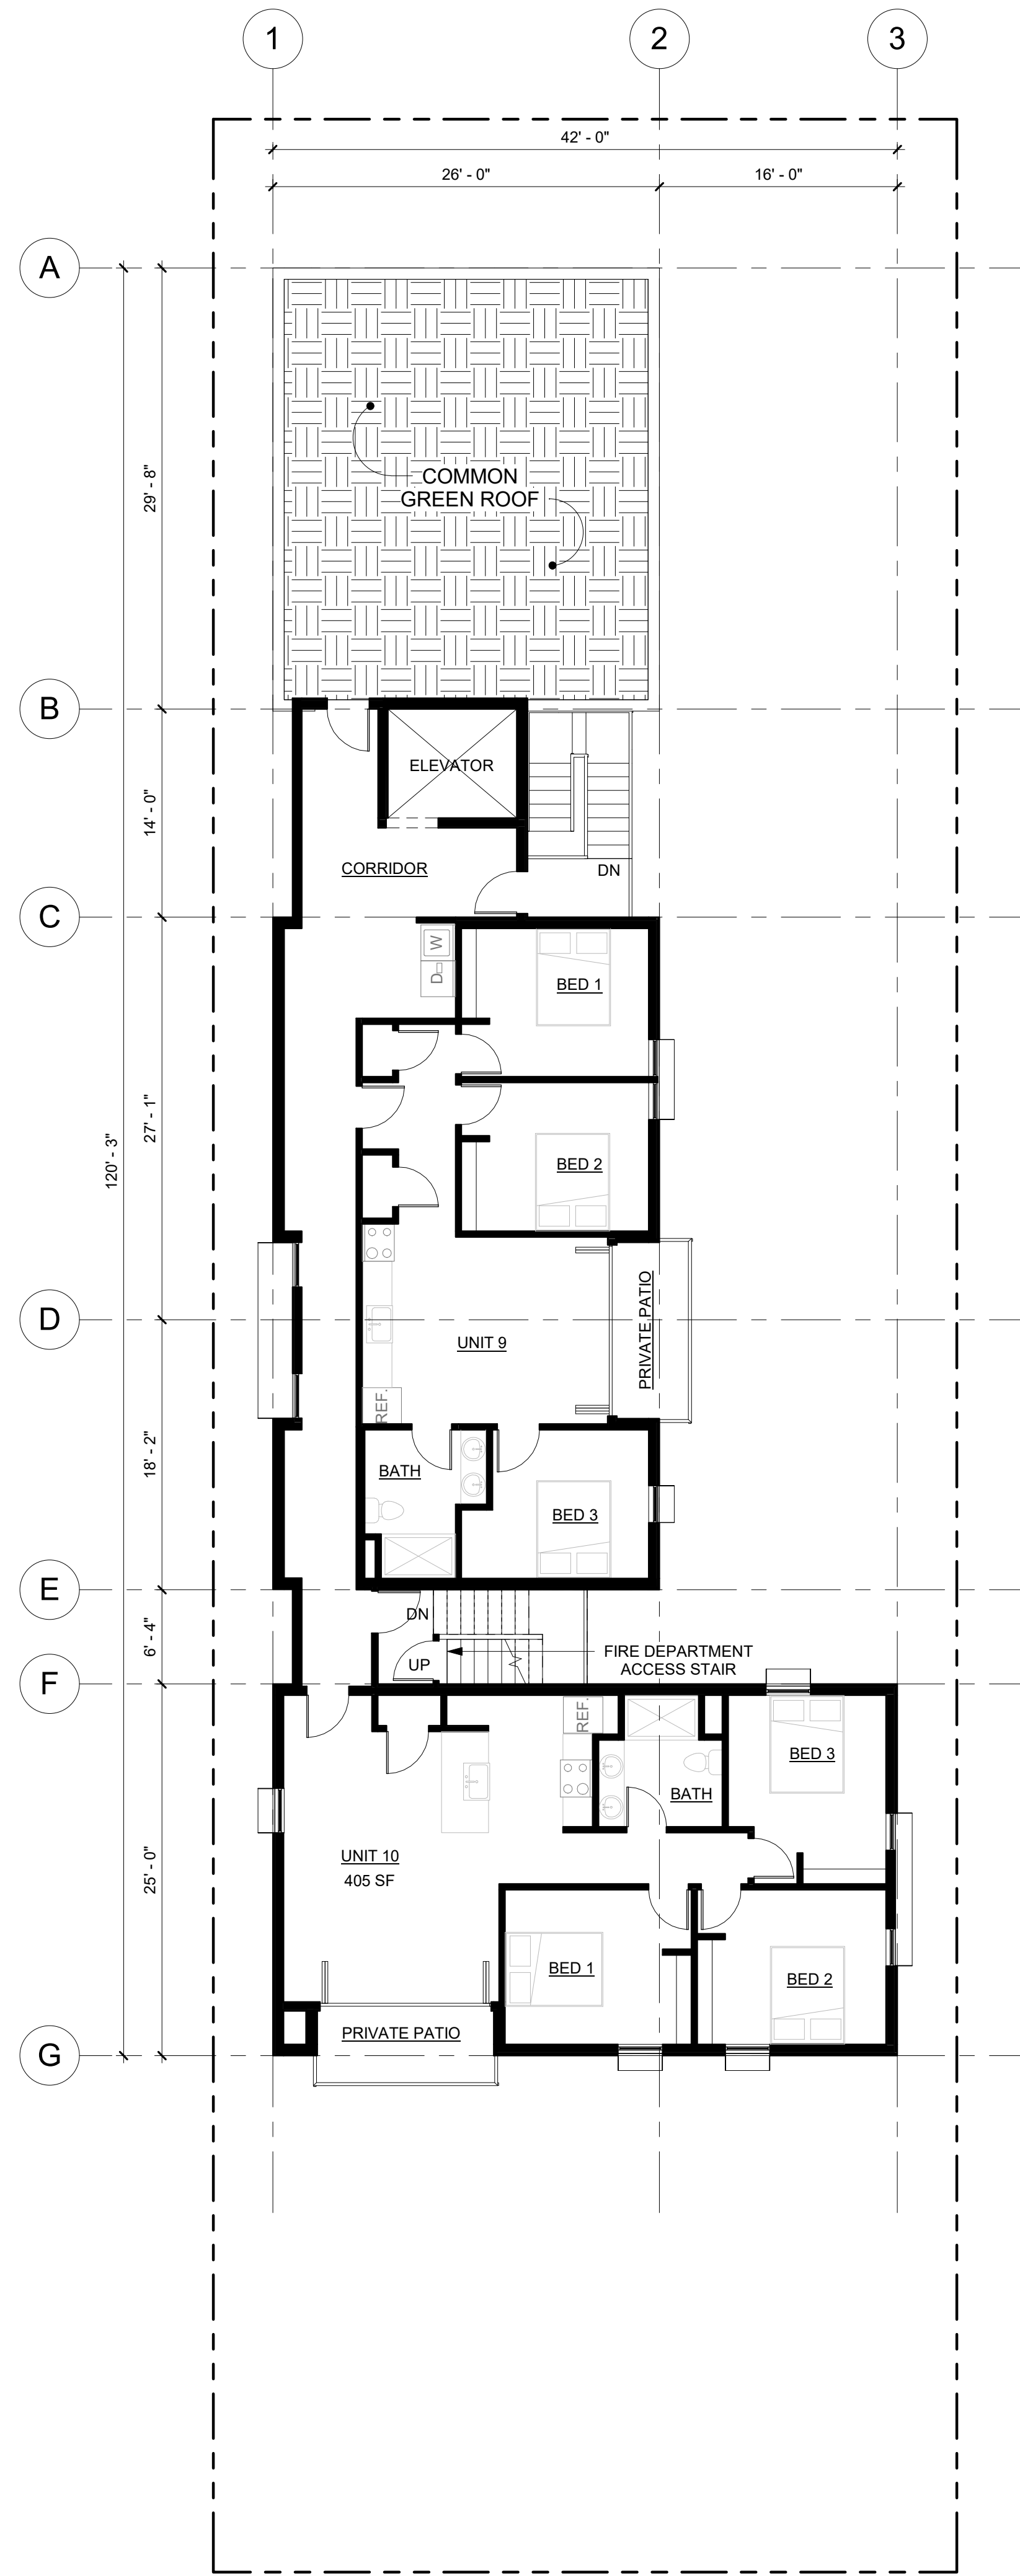 1
2
3
42' - 0"
26' - 0"
16' - 0"
A
29' - 8"
COMMON
GREEN ROOF
B
ELEVATOR
14' - 0"
CORRIDOR
DN
C
W
D
BED 1
27' - 1"
120' - 3"
BED 2
PRIVATE PATIO
D
UNIT 9
REF.
18' - 2"
BATH
BED 3
E
DN
6' - 4"
UP
FIRE DEPARTMENT
ACCESS STAIR
F
REF.
BED 3
BATH
UNIT 10
405 SF
25' - 0"
BED 1
BED 2
PRIVATE PATIO
G